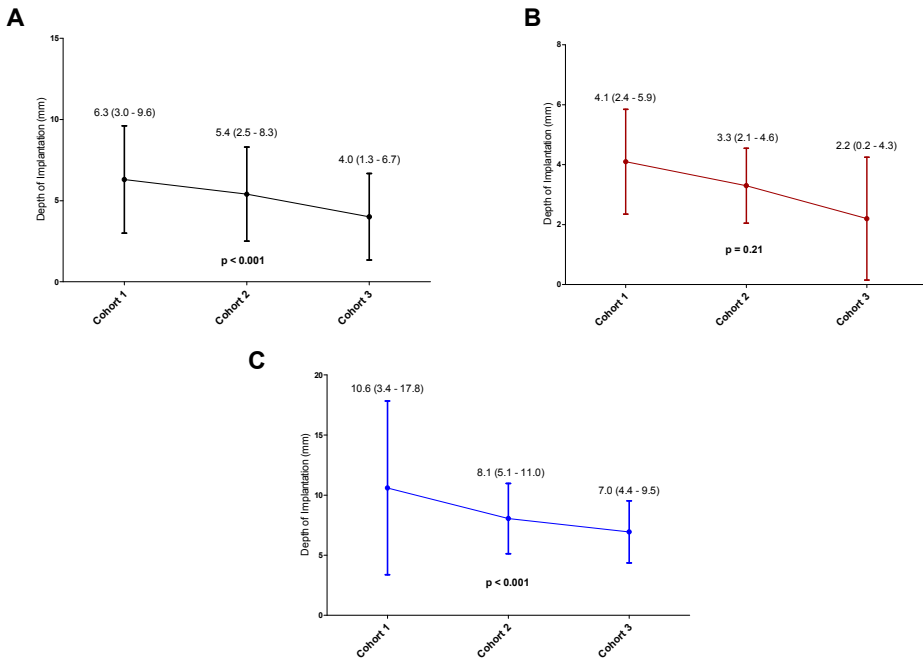 A
Depth of Implantation (mm)
15
10
5
0
6.3 (3.0 - 9.6)
5.4 (2.5 - 8.3)
4.0 (1.3 - 6.7)
p < 0.001
Cohort 1
Cohort 2
Cohort 3
B
Depth of Implantation (mm)
8
6
4
2
0
4.1 (2.4 - 5.9)
3.3 (2.1 - 4.6)
2.2 (0.2 - 4.3)
p = 0.21
Cohort 1
Cohort 2
Cohort 3
C
Depth of Implantation (mm)
20
15
10
5
0
10.6 (3.4 - 17.8)
8.1 (5.1 - 11.0)
7.0 (4.4 - 9.5)
p < 0.001
Cohort 1
Cohort 2
Cohort 3